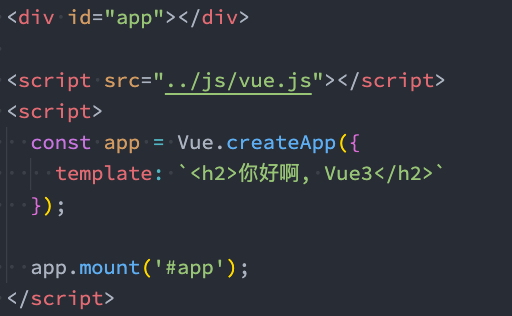 <div id="app"></div>
<script src="../js/vue.js"></script>
<script>
  const app = Vue.createApp({
    template: `<h2>你好啊, Vue3</h2>`
  });
  app.mount('#app');
</script>